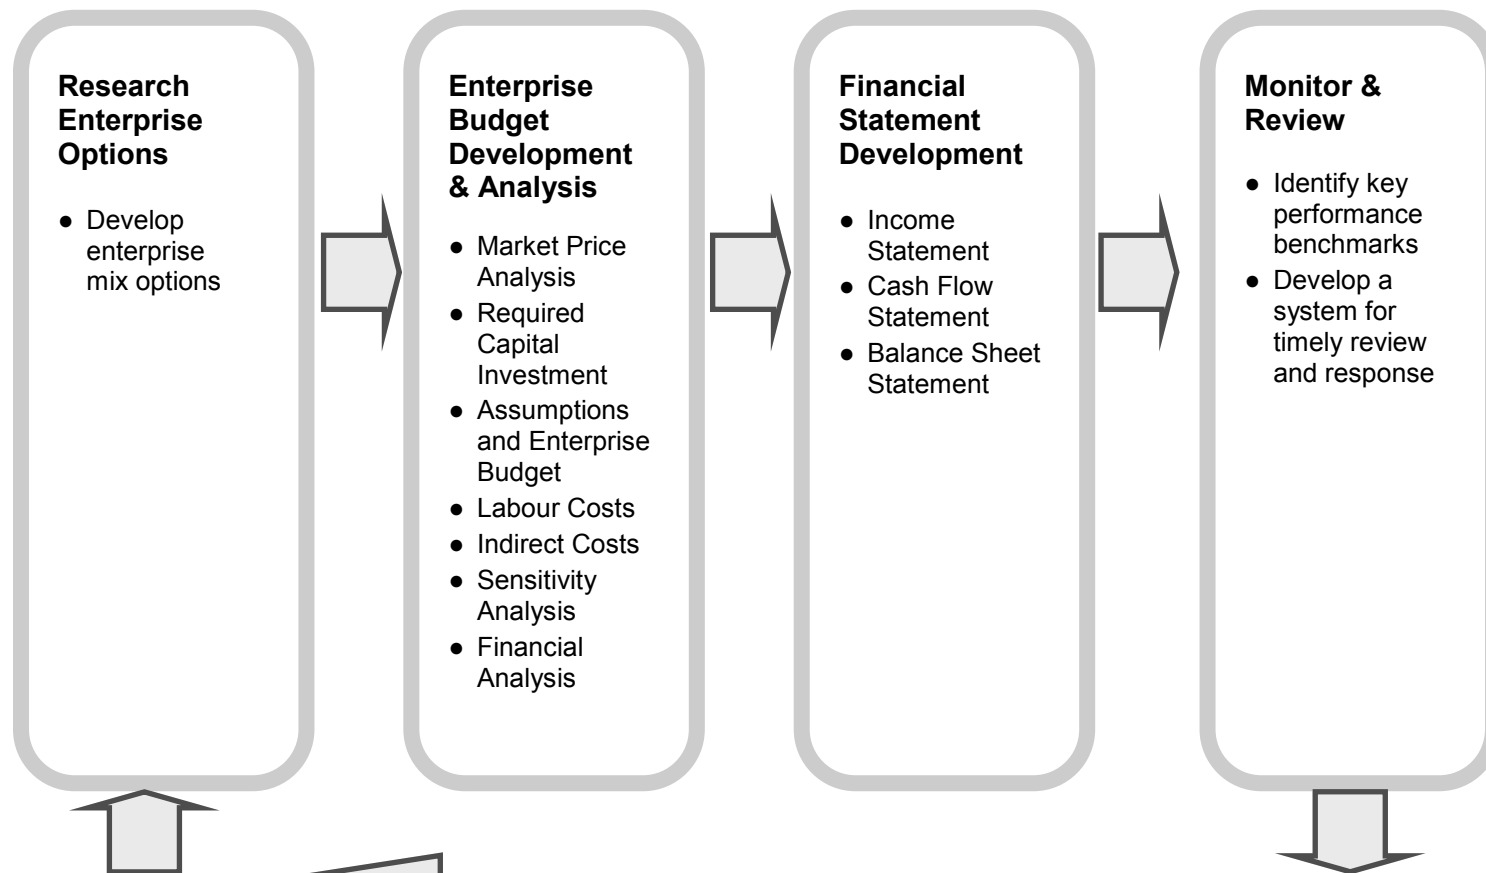 Research
Enterprise
Options
● Develop
enterprise
mix options
Enterprise
Budget
Development
& Analysis
● Market Price
Analysis
● Required
Capital
Investment
● Assumptions
and Enterprise
Budget
● Labour Costs
● Indirect Costs
● Sensitivity
Analysis
● Financial
Analysis
Financial
Statement
Development
● Income
Statement
● Cash Flow
Statement
● Balance Sheet
Statement
Monitor &
Review
● Identify key
performance
benchmarks
● Develop a
system for
timely review
and response